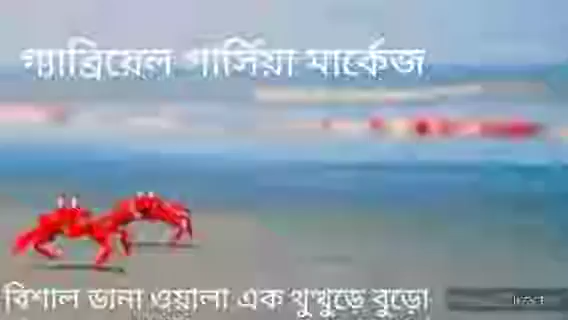 গ্যাব্রিয়েল গার্সিয়া মার্কেজ
বিশাল ডানা ওয়ালা এক থুত্থুড়ে বুড়ো